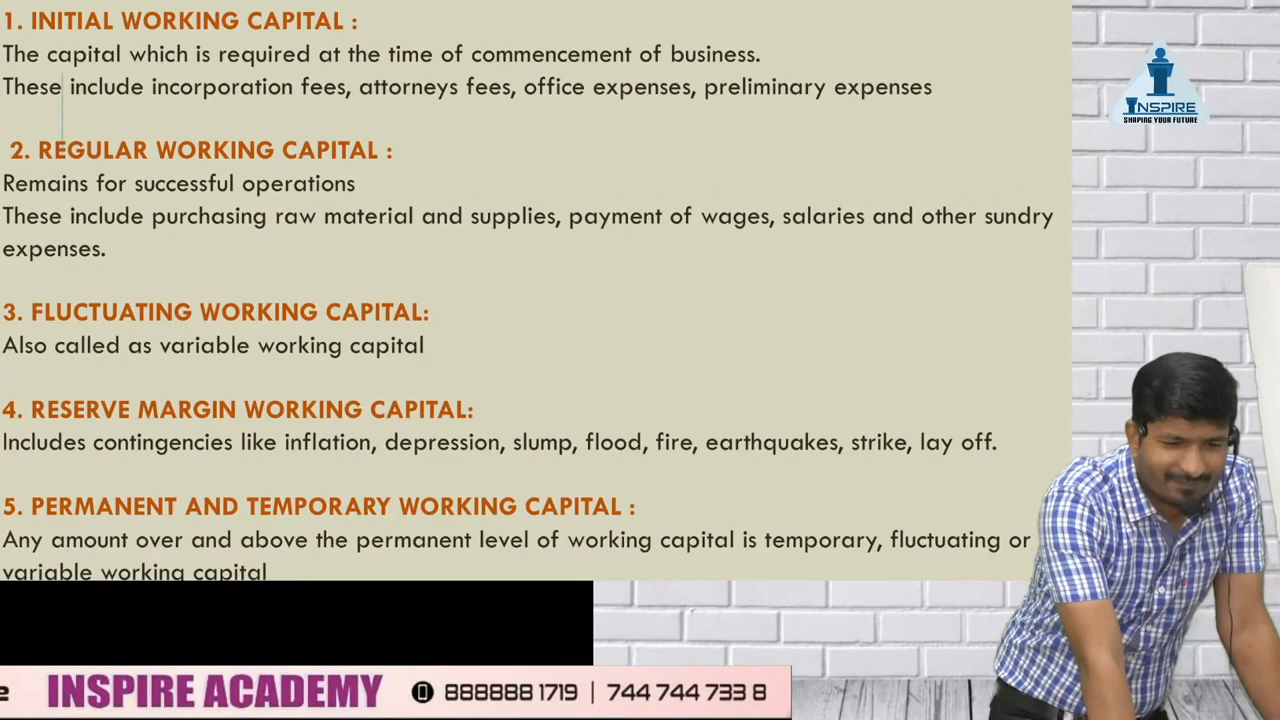 1. INITIAL WORKING CAPITAL :
The capital which is required at the time of commencement of business.
These include incorporation fees, attorneys fees, office expenses, preliminary expenses
2. REGULAR WORKING CAPITAL :
Remains for successful operations
These include purchasing raw material and supplies, payment of wages, salaries and other sundry
expenses.
3. FLUCTUATING WORKING CAPITAL:
Also called as variable working capital
4. RESERVE MARGIN WORKING CAPITAL:
Includes contingencies like inflation, depression, slump, flood, fire, earthquakes, strike, lay off.
5. PERMANENT AND TEMPORARY WORKING CAPITAL :
Any amount over and above the permanent level of working capital is temporary, fluctuating or
variable working capital
INSPIRE
SHAPING YOUR FUTURE
e INSPIRE ACADEMY 888888 1719 | 744 744 733 8